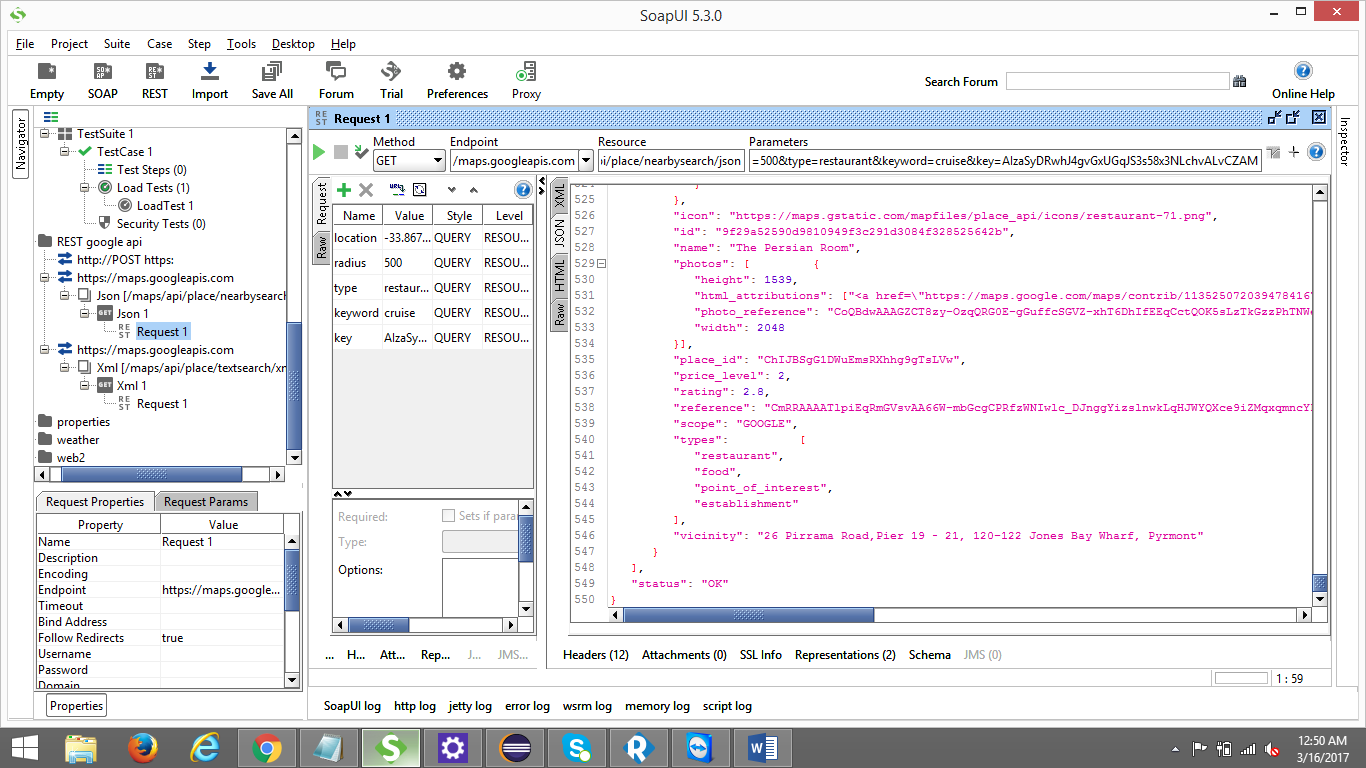 SoapUI 5.3.0
File Project Suite Case Step Tools Desktop Help
Empty SOAP REST Import Save All Forum Trial Preferences Proxy
Search Forum
Online Help
Navigator
TestSuite 1
TestCase 1
Test Steps (0)
Load Tests (1)
LoadTest 1
Security Tests (0)
REST google api
http://POST https:
https://maps.googleapis.com
Json [/maps/api/place/nearbysearch
Json 1
Request 1
https://maps.googleapis.com
Xml [/maps/api/place/textsearch/xm
Xml 1
Request 1
properties
weather
web2
Request Properties Request Params
Property Value
Name Request 1
Description
Encoding
Endpoint https://maps.google...
Timeout
Bind Address
Follow Redirects true
Username
Password
Domain
Properties
Request 1
Method Endpoint Resource Parameters
GET /maps.googleapis.com pi/place/nearbysearch/json =500&type=restaurant&keyword=cruise&key=AlzaSyDRwhJ4gvGxUGqUS3s58x3NLchvALvCZAM
Inspector
Request
Raw
Name Value Style Level
location -33.867... QUERY RESOU...
radius 500 QUERY RESOU...
type restaur... QUERY RESOU...
keyword cruise QUERY RESOU...
key AlzaSy... QUERY RESOU...
Required: Sets if para
Type:
Options:
... H... Att... Rep... J... JMS...
XML
JSON
HTML
Raw
525 },
526 "icon": "https://maps.gstatic.com/mapfiles/place_api/icons/restaurant-71.png",
527 "id": "9f29a52590d9810949f3c291d3084f328525642b",
528 "name": "The Persian Room",
529 "photos": [ {
530 "height": 1539,
531 "html_attributions": ["<a href=\"https://maps.google.com/maps/contrib/1135250720394784167
532 "photo_reference": "CoQBdwAAAGZCT8zy-OzqQRG0E-gGuffcSGVZ-xhT6DhIfEEqCctQOK5sLzTkGzzPhTNW
533 "width": 2048
534 }],
535 "place_id": "ChIJBSgG1DWuEmsRXhhg9gTsLVw",
536 "price_level": 2,
537 "rating": 2.8,
538 "reference": "CmRRAAAATlpiEqRmGVsvAA66W-mbGcgCPRfzWNIwlc_DJnggYizslnwkLqHJWYQXce9iZMqxqmncY
539 "scope": "GOOGLE",
540 "types": [
541 "restaurant",
542 "food",
543 "point_of_interest",
544 "establishment"
545 ],
546 "vicinity": "26 Pirrama Road,Pier 19 - 21, 120-122 Jones Bay Wharf, Pyrmont"
547 }
548 ],
549 "status": "OK"
550 }
Headers (12) Attachments (0) SSL Info Representations (2) Schema JMS (0)
1 : 59
SoapUI log http log jetty log error log wsrm log memory log script log
12:50 AM
3/16/2017